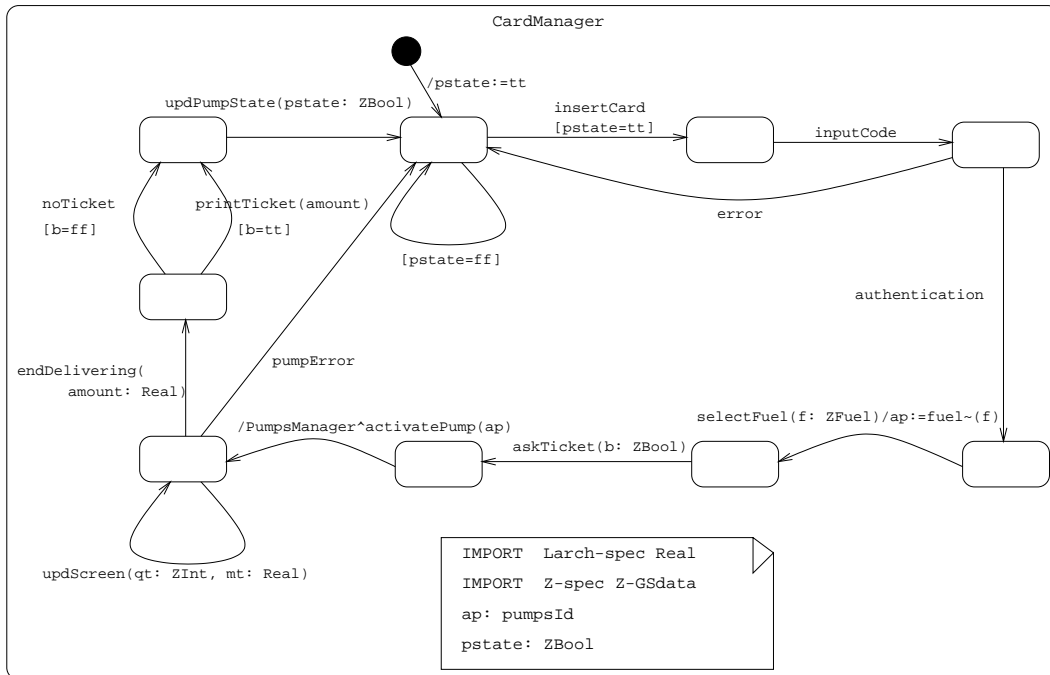 CardManager
/pstate:=tt
updPumpState(pstate: ZBool)
insertCard
[pstate=tt]
inputCode
noTicket
[b=ff]
printTicket(amount)
[b=tt]
error
[pstate=ff]
authentication
pumpError
endDelivering(
amount: Real)
/PumpsManager^activatePump(ap)
askTicket(b: ZBool)
selectFuel(f: ZFuel)/ap:=fuel~(f)
updScreen(qt: ZInt, mt: Real)
IMPORT Larch-spec Real
IMPORT Z-spec Z-GSdata
ap: pumpsId
pstate: ZBool